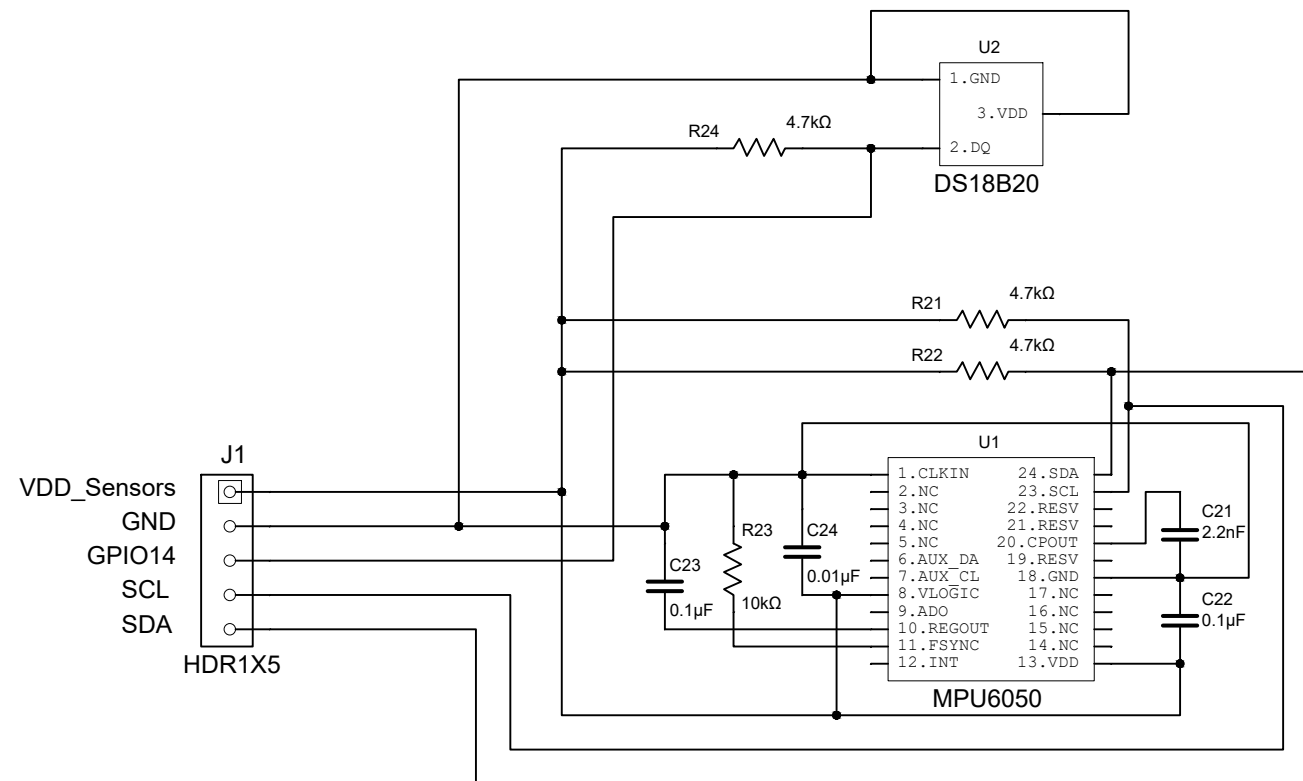 U2
1.GND
3.VDD
2.DQ
DS18B20
R24
4.7kΩ
R21
4.7kΩ
R22
4.7kΩ
J1
VDD_Sensors
GND
GPIO14
SCL
SDA
HDR1X5
U1
1.CLKIN
2.NC
3.NC
4.NC
5.NC
6.AUX_DA
7.AUX_CL
8.VLOGIC
9.ADO
10.REGOUT
11.FSYNC
12.INT
24.SDA
23.SCL
22.RESV
21.RESV
20.CPOUT
19.RESV
18.GND
17.NC
16.NC
15.NC
14.NC
13.VDD
MPU6050
R23
10kΩ
C24
0.01µF
C23
0.1µF
C21
2.2nF
C22
0.1µF